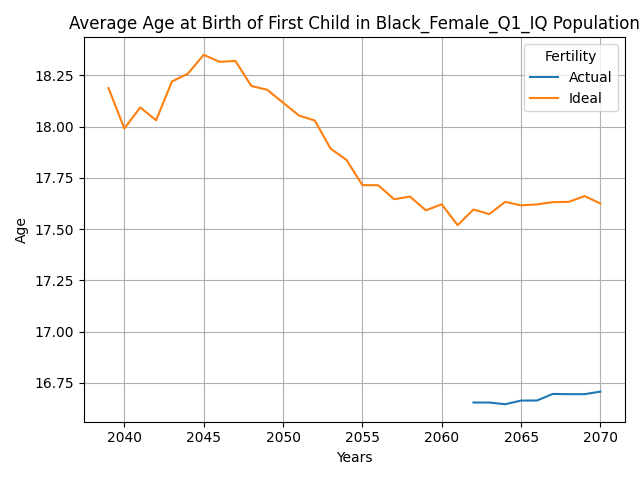 Average Age at Birth of First Child in Black_Female_Q1_IQ Population
Fertility
Actual
Ideal
18.25
18.00
17.75
17.50
17.25
17.00
16.75
Age
2040 2045 2050 2055 2060 2065 2070
Years